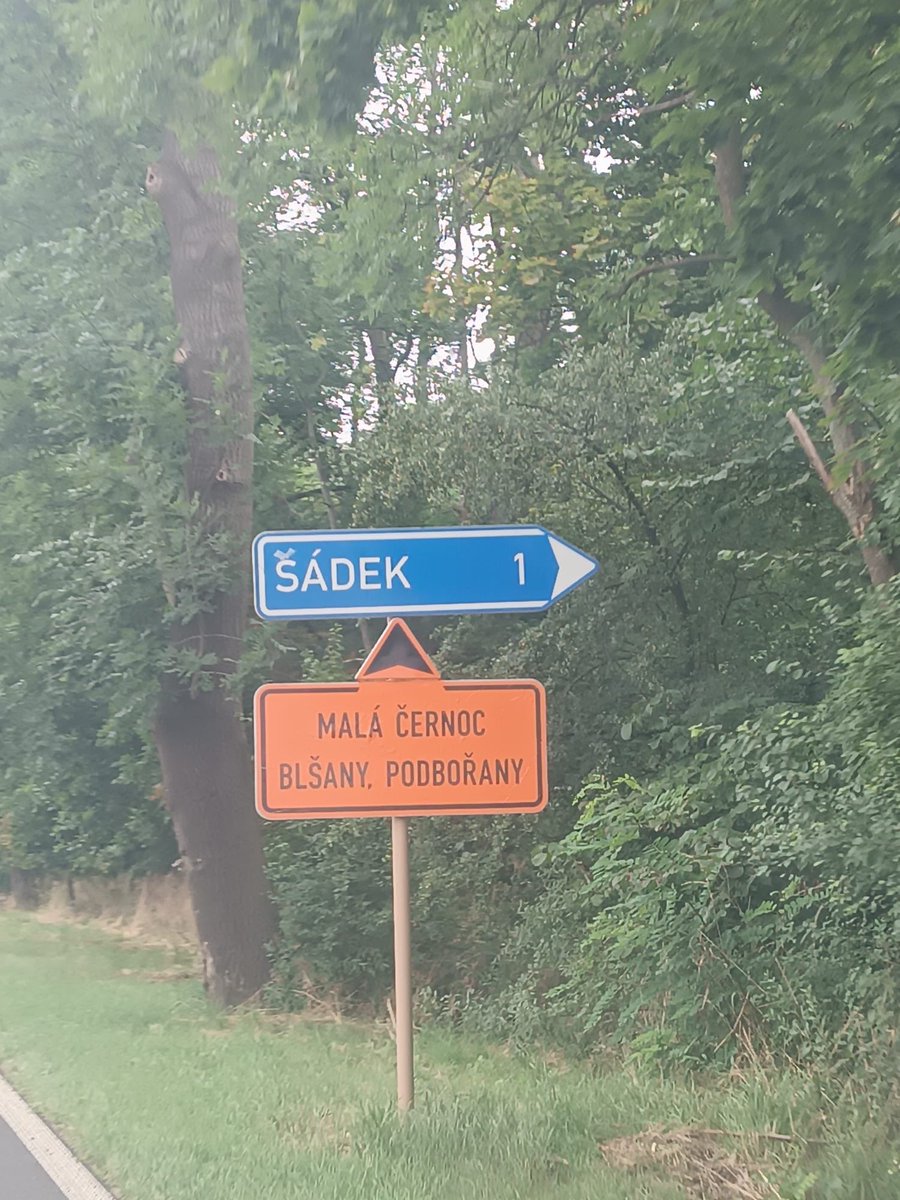 ŠÁDEK 1
MALÁ ČERNOC
BLŠANY, PODBOŘANY